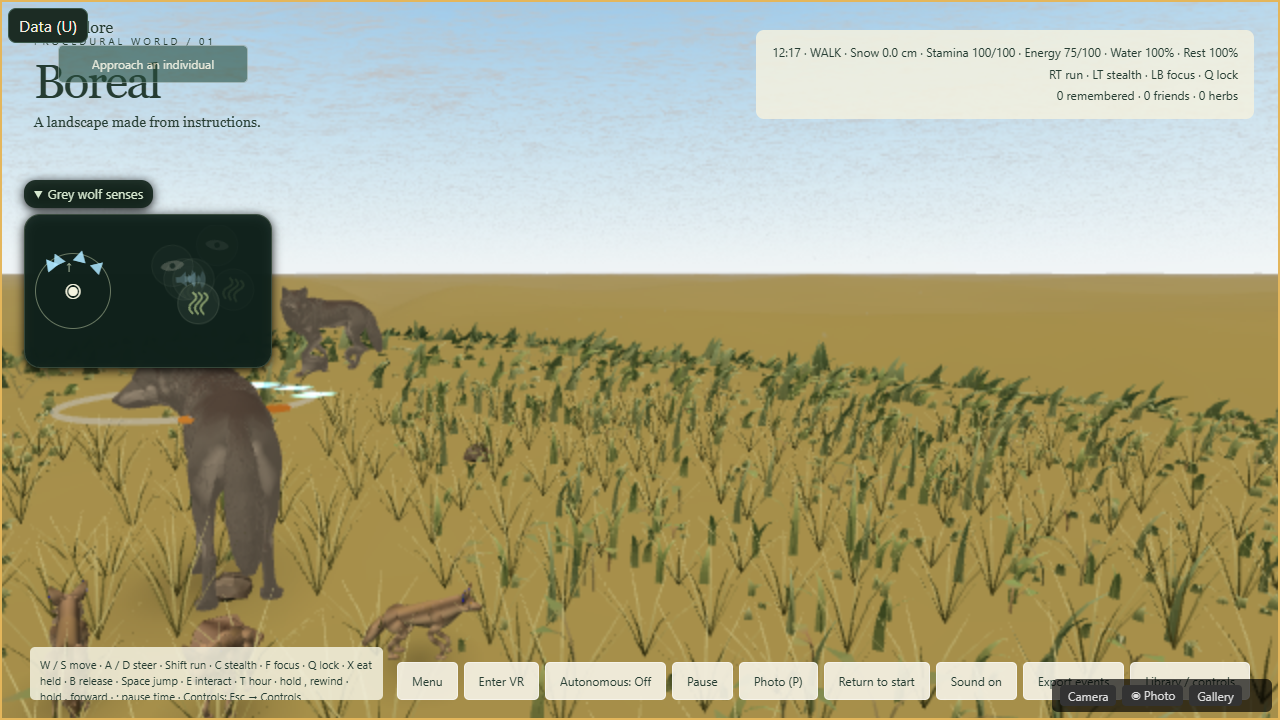 Data (U)
lore
PROCEDURAL WORLD / 01
Approach an individual
Boreal
A landscape made from instructions.
12:17 · WALK · Snow 0.0 cm · Stamina 100/100 · Energy 75/100 · Water 100% · Rest 100%
RT run · LT stealth · LB focus · Q lock
0 remembered · 0 friends · 0 herbs
▼ Grey wolf senses
W / S move · A / D steer · Shift run · C stealth · F focus · Q lock · X eat
held · B release · Space jump · E interact · T hour · hold , rewind ·
hold . forward · ; pause time · Controls: Esc → Controls
Menu
Enter VR
Autonomous: Off
Pause
Photo (P)
Return to start
Sound on
Export events
Library / controls
Camera
◉ Photo
Gallery